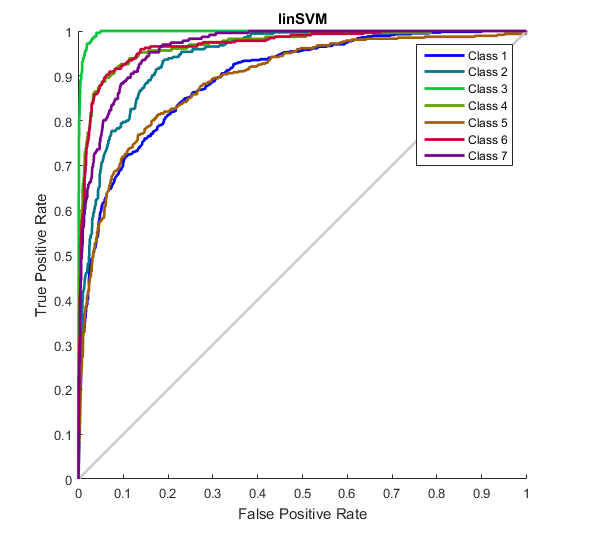 linSVM
True Positive Rate
1
0.9
0.8
0.7
0.6
0.5
0.4
0.3
0.2
0.1
0
Class 1
Class 2
Class 3
Class 4
Class 5
Class 6
Class 7
0 0.1 0.2 0.3 0.4 0.5 0.6 0.7 0.8 0.9 1
False Positive Rate